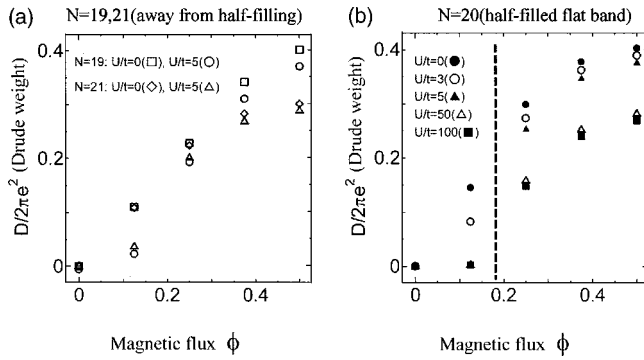 (a)
N=19,21(away from half-filling)
N=19: U/t=0(□), U/t=5(○)
N=21: U/t=0(◇), U/t=5(△)
D/2πe² (Drude weight)
0.4
0.2
0
0
0.2
0.4
Magnetic flux ϕ
(b)
N=20(half-filled flat band)
U/t=0(●)
U/t=3(○)
U/t=5(▲)
U/t=50(△)
U/t=100(■)
D/2πe² (Drude weight)
0.4
0.2
0
0
0.2
0.4
Magnetic flux ϕ